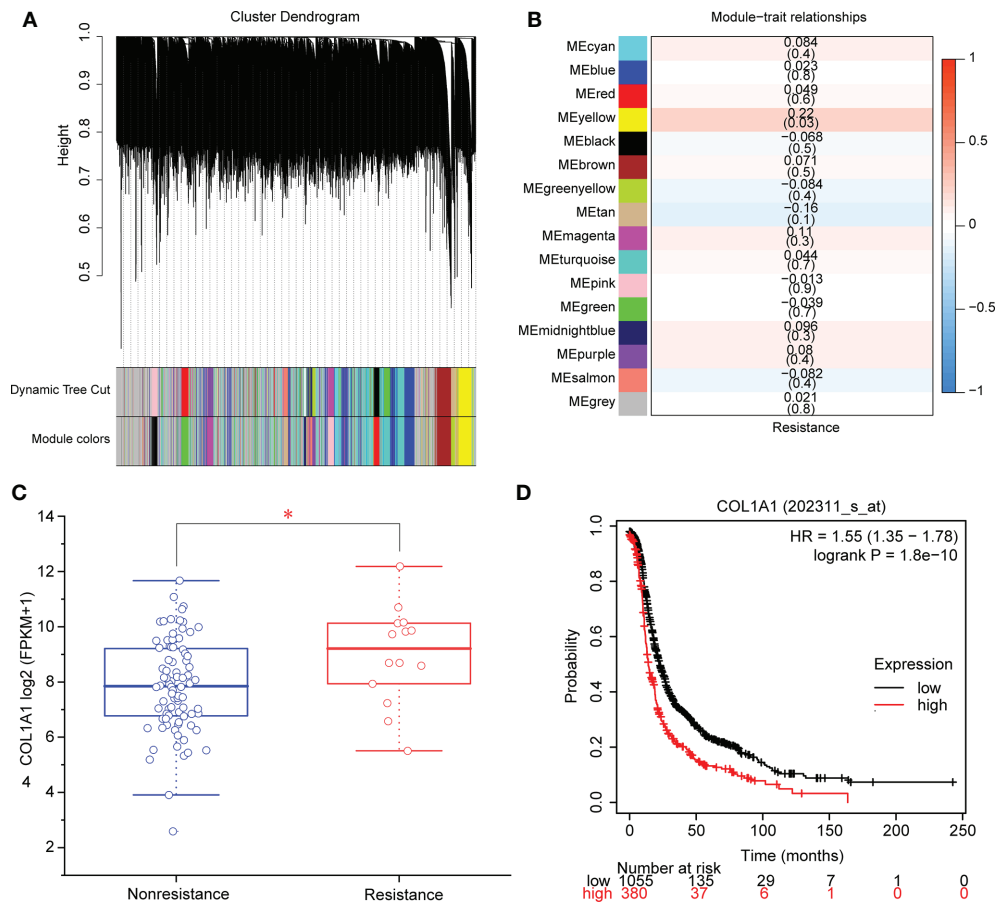 A
Cluster Dendrogram
Height
1.0
0.9
0.8
0.7
0.6
0.5
Dynamic Tree Cut
Module colors
B
Module−trait relationships
MEcyan
0.084
(0.4)
MEblue
0.023
(0.8)
MEred
0.049
(0.6)
MEyellow
0.22
(0.03)
MEblack
−0.068
(0.5)
MEbrown
0.071
(0.5)
MEgreenyellow
−0.084
(0.4)
MEtan
−0.16
(0.1)
MEmagenta
0.11
(0.3)
MEturquoise
0.044
(0.7)
MEpink
−0.013
(0.9)
MEgreen
−0.039
(0.7)
MEmidnightblue
0.096
(0.3)
MEpurple
0.08
(0.4)
MEsalmon
−0.082
(0.4)
MEgrey
0.021
(0.8)
Resistance
1
0.5
0
−0.5
−1
C
COL1A1 log2 (FPKM+1)
14
12
10
8
6
4
2
*
Nonresistance
Resistance
D
COL1A1 (202311_s_at)
HR = 1.55 (1.35 − 1.78)
logrank P = 1.8e−10
Probability
1.0
0.8
0.6
0.4
0.2
0.0
Expression
low
high
0 50 100 150 200 250
Time (months)
Number at risk
low 1055 135 29 7 1 0
high 380 37 6 1 0 0